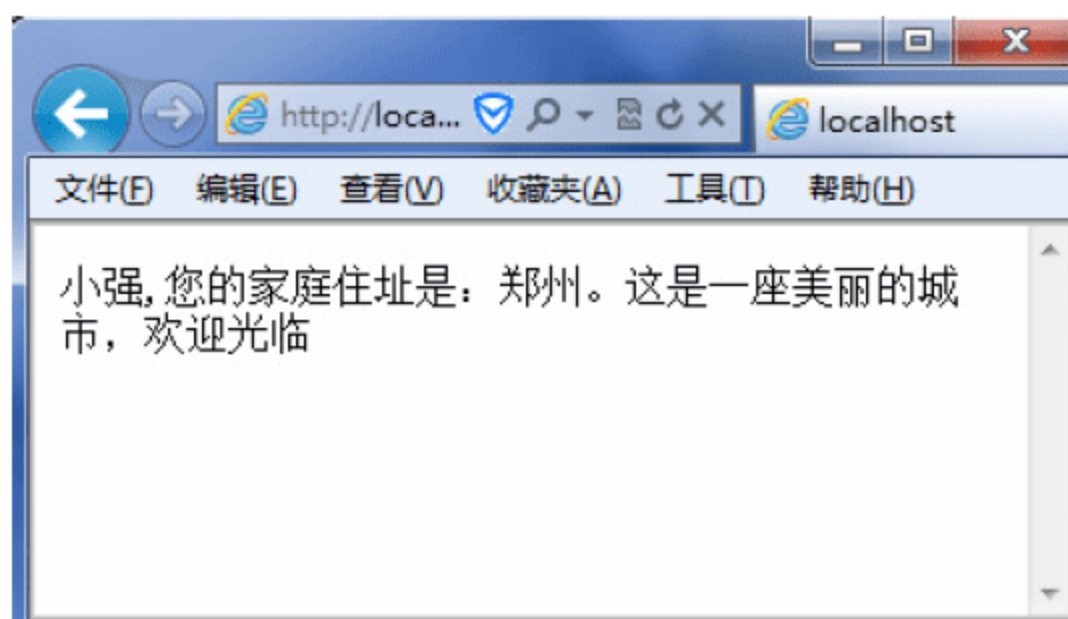 http://loca... localhost
文件(F) 编辑(E) 查看(V) 收藏夹(A) 工具(T) 帮助(H)
小强,您的家庭住址是：郑州。这是一座美丽的城
市，欢迎光临